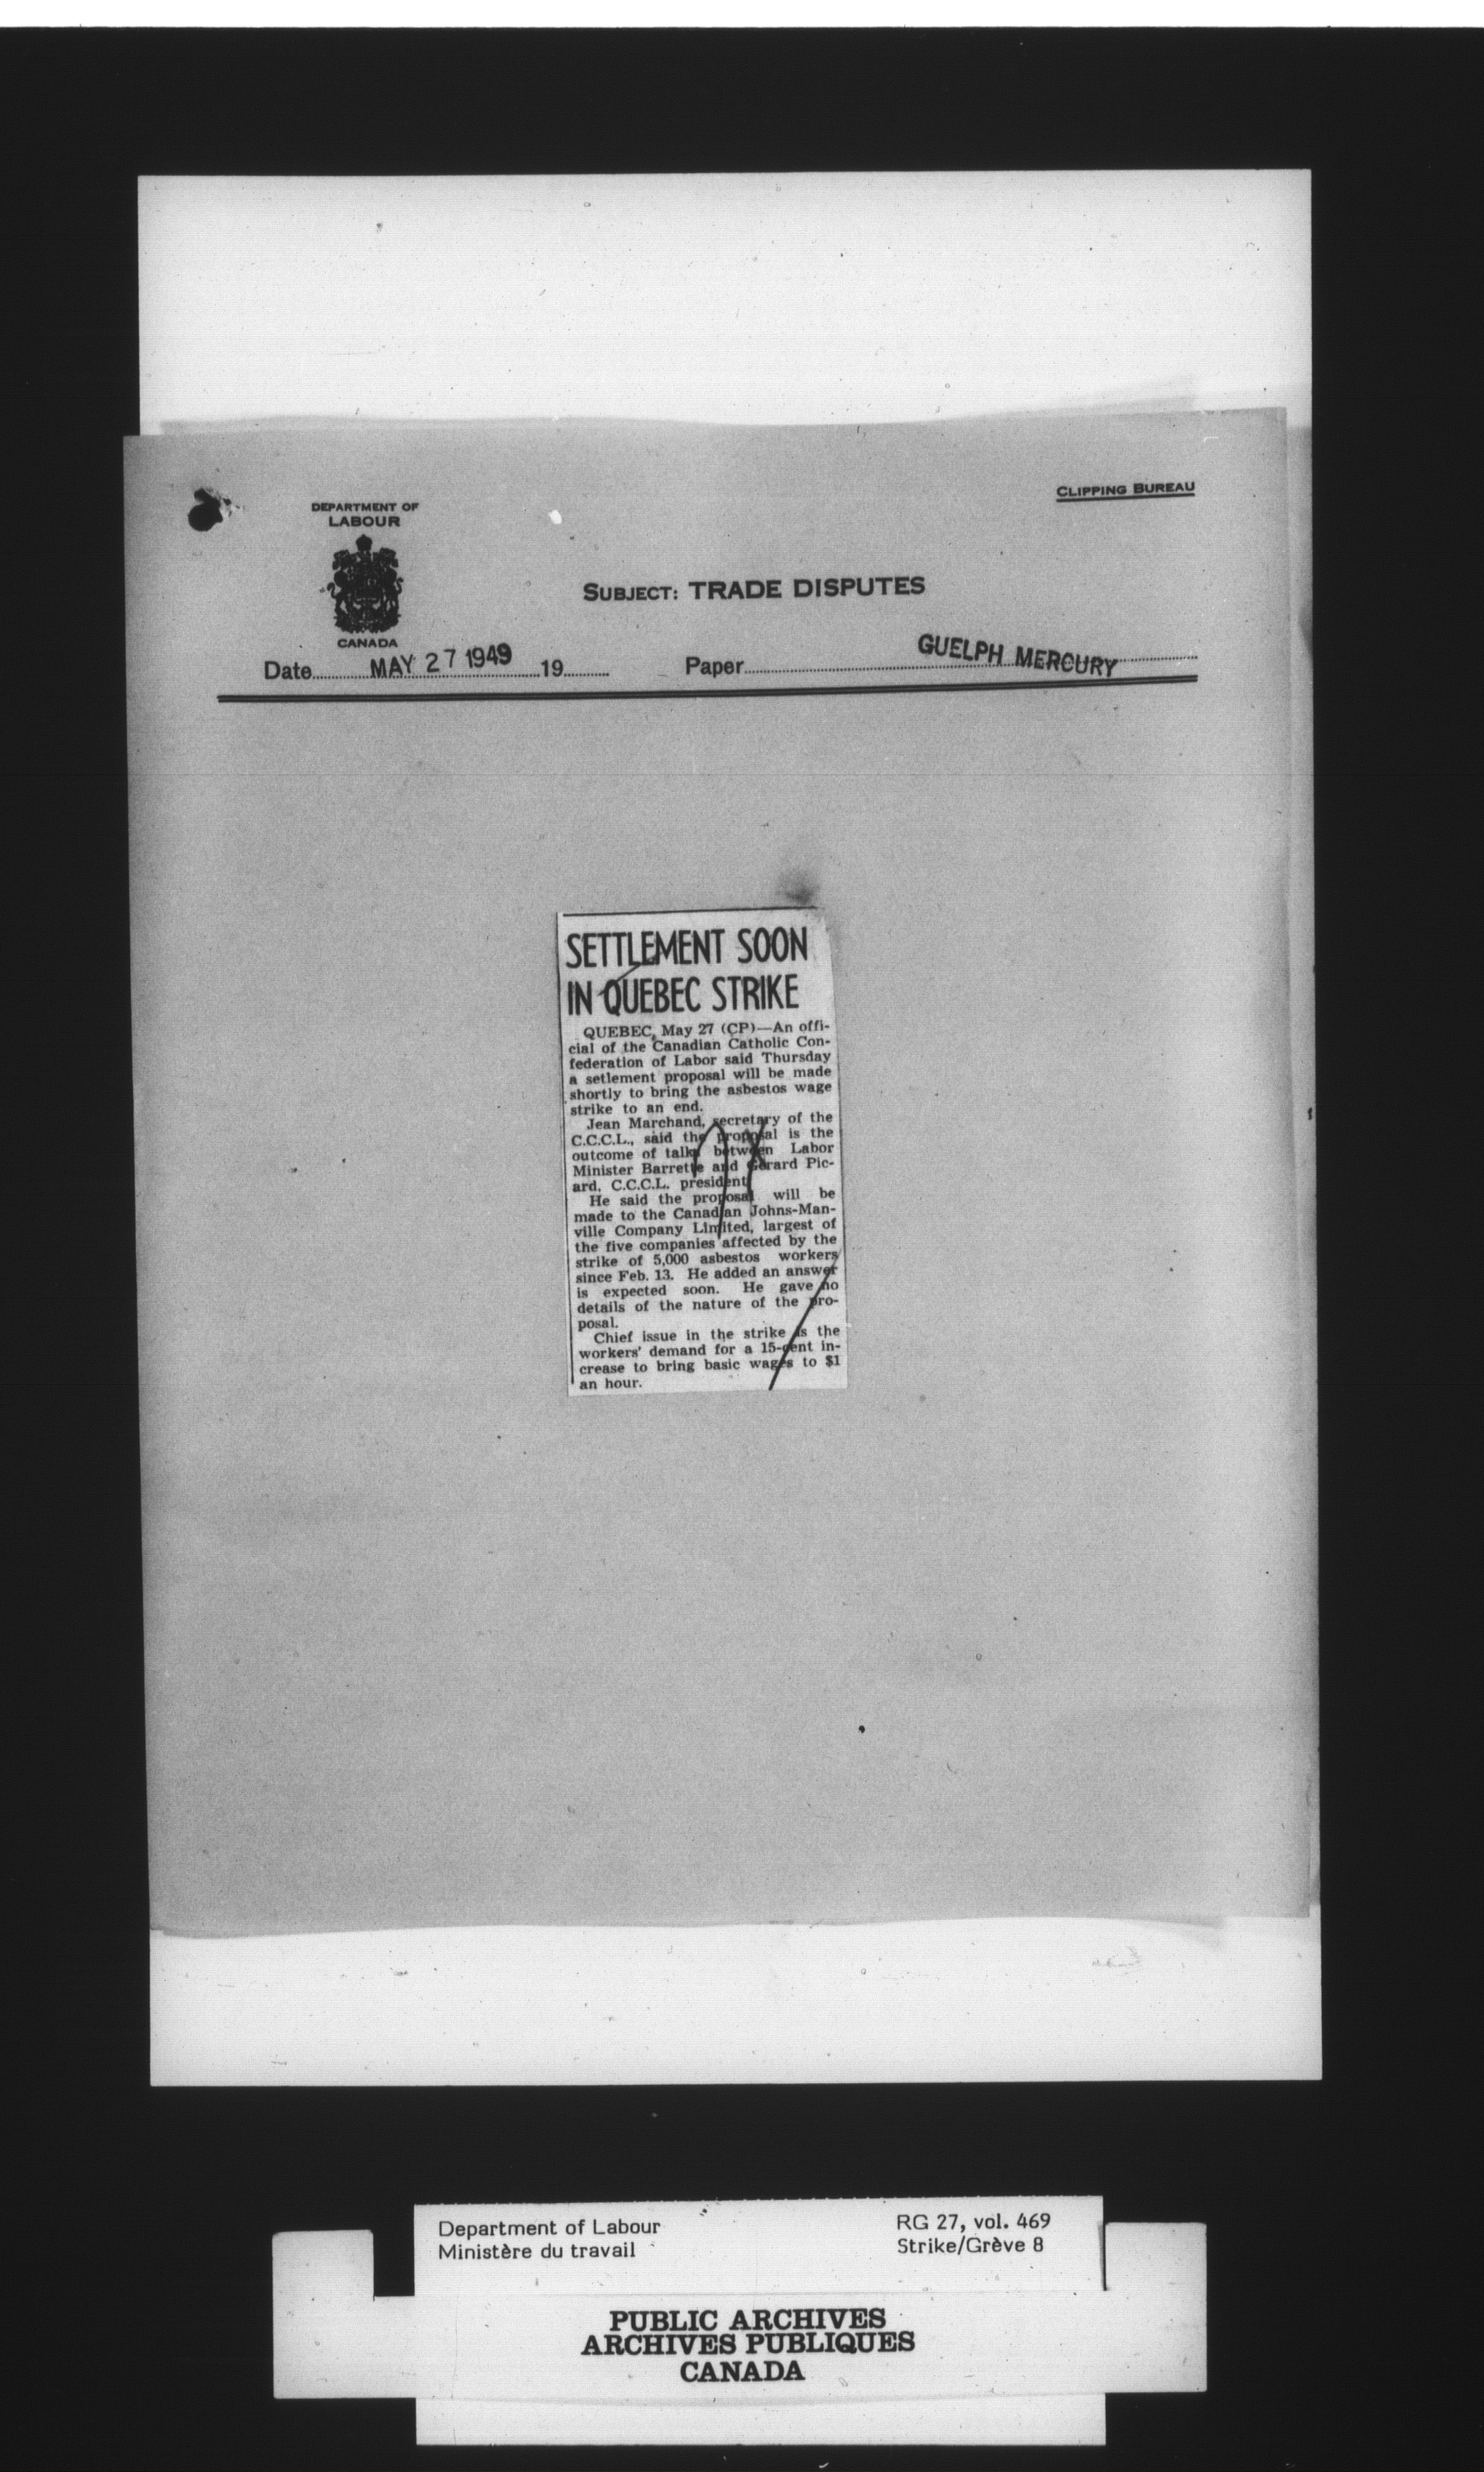 CLIPPING BUREAU
DEPARTMENT OF
LABOUR
CANADA
SUBJECT: TRADE DISPUTES
Date MAY 27 1949 19 Paper GUELPH MERCURY
SETTLEMENT SOON
IN QUEBEC STRIKE
QUEBEC, May 27 (CP)—An offi-
cial of the Canadian Catholic Con-
federation of Labor said Thursday
a setlement proposal will be made
shortly to bring the asbestos wage
strike to an end.
Jean Marchand, secretary of the
C.C.C.L., said the proposal is the
outcome of talks between Labor
Minister Barrette and Gerard Pic-
ard, C.C.C.L. president.
He said the proposal will be
made to the Canadian Johns-Man-
ville Company Limited, largest of
the five companies affected by the
strike of 5,000 asbestos workers
since Feb. 13. He added an answer
is expected soon. He gave no
details of the nature of the pro-
posal.
Chief issue in the strike is the
workers' demand for a 15-cent in-
crease to bring basic wages to $1
an hour.
Department of Labour RG 27, vol. 469
Ministère du travail Strike/Grève 8
PUBLIC ARCHIVES
ARCHIVES PUBLIQUES
CANADA